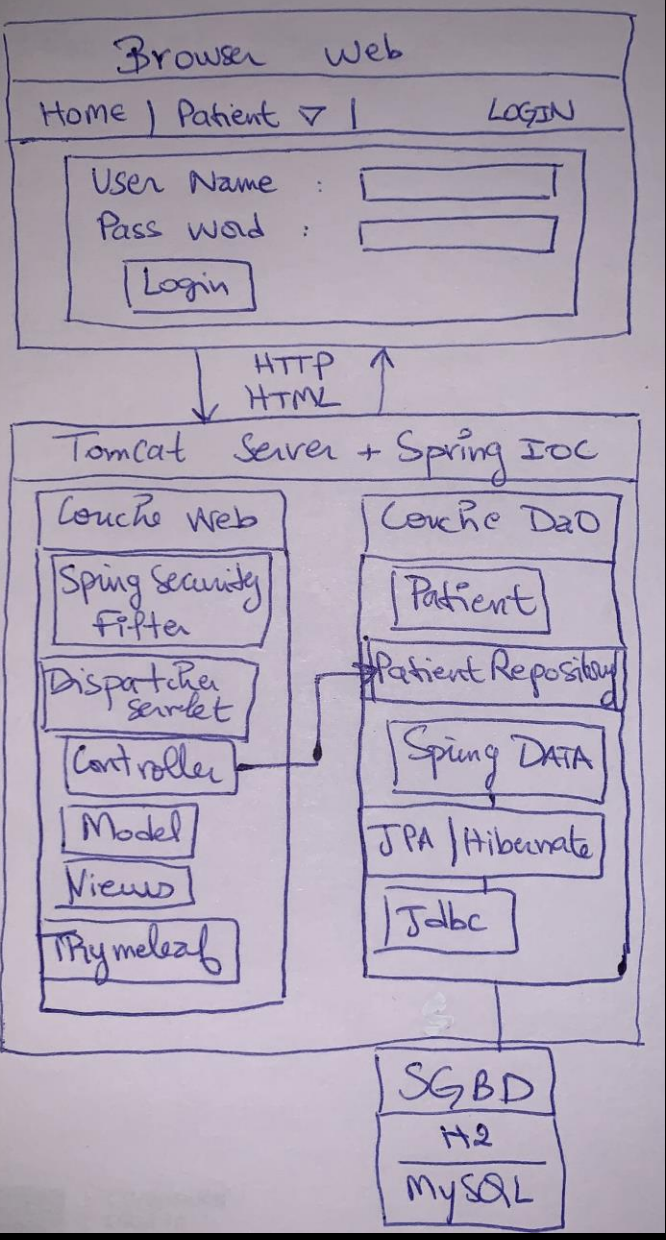 Browser Web
Home | Patient ▽ | LOGIN
User Name :
Pass word :
Login
HTTP
HTML
Tomcat Server + Spring IOC
Couche Web
Spring Security
Filter
Dispatcher
Servlet
Controller
Model
Views
Thymeleaf
Couche DaO
Patient
Patient Repository
Spring DATA
JPA | Hibernate
Jdbc
SGBD
H2
MySQL